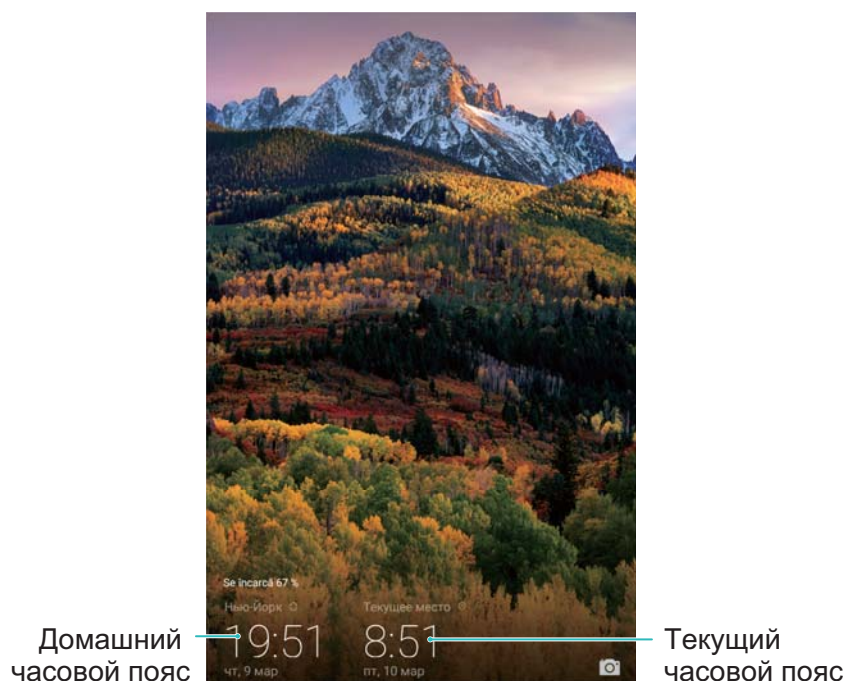 Se încarcă 67 %
Нью-Йорк
Текущее место
19:51
8:51
чт, 9 мар
пт, 10 мар
Домашний
часовой пояс
Текущий
часовой пояс